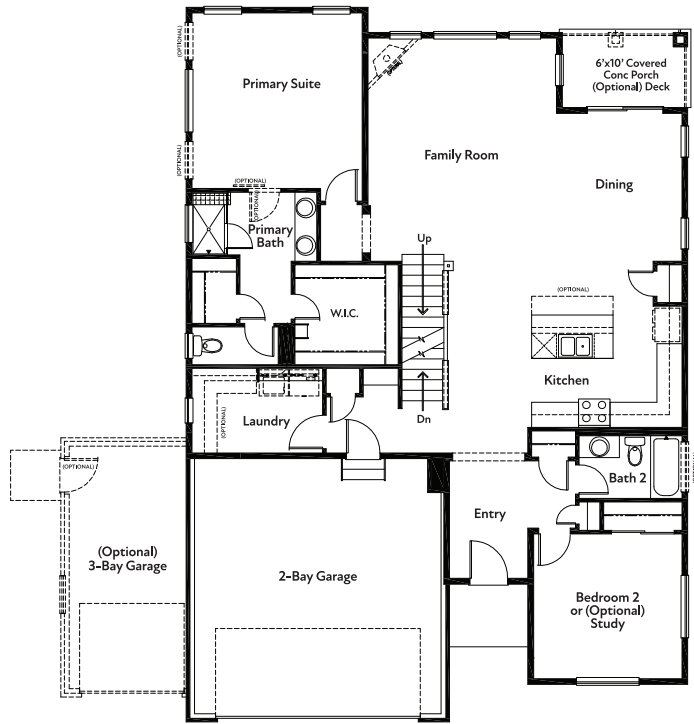 (OPTIONAL)
Primary Suite
6'x10' Covered
Conc Porch
(Optional) Deck
Family Room
(OPTIONAL)
(OPTIONAL)
Dining
(OPTIONAL)
Primary
Bath
Up
(OPTIONAL)
W.I.C.
Kitchen
Laundry
(OPTIONAL)
Dn
(OPTIONAL)
Bath 2
Entry
(Optional)
3-Bay Garage
2-Bay Garage
Bedroom 2
or (Optional)
Study